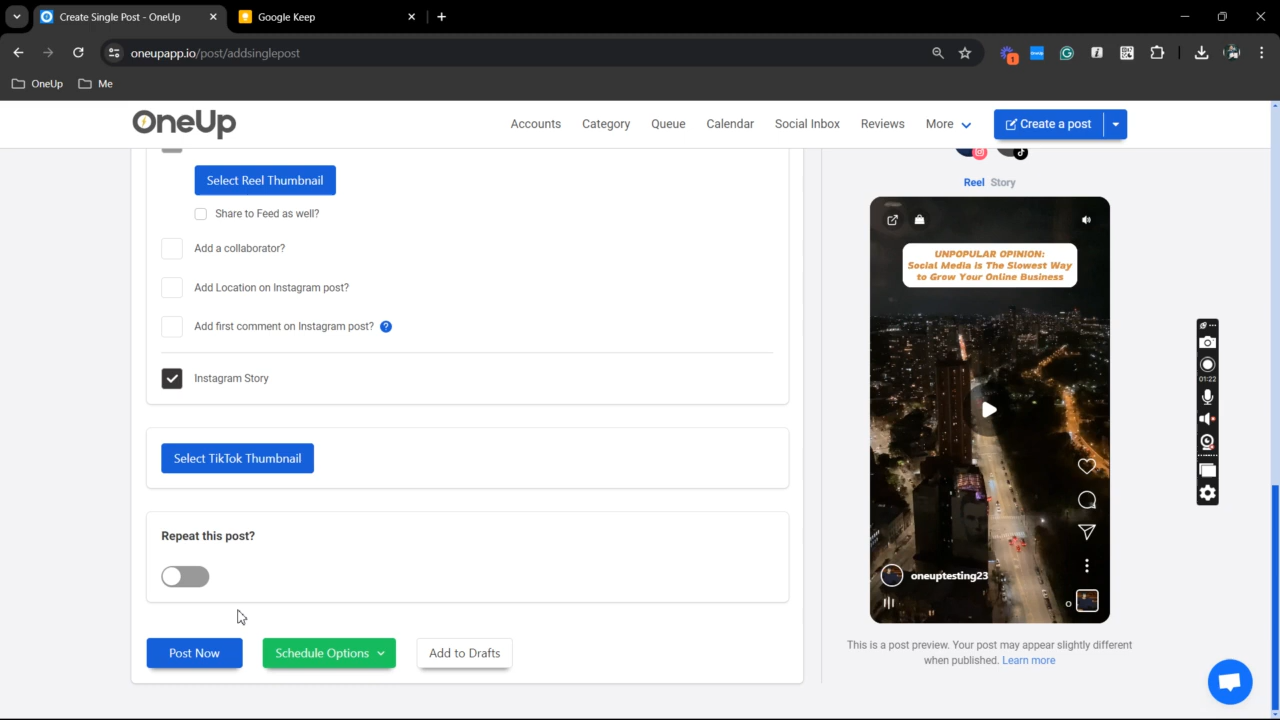 Create Single Post - OneUp
Google Keep
oneupapp.io/post/addsinglepost
1
OneUp
Me
OneUp
Accounts
Category
Queue
Calendar
Social Inbox
Reviews
More
Create a post
Select Reel Thumbnail
Share to Feed as well?
Add a collaborator?
Add Location on Instagram post?
Add first comment on Instagram post?
Instagram Story
Select TikTok Thumbnail
Repeat this post?
Post Now
Schedule Options
Add to Drafts
Reel Story
UNPOPULAR OPINION:
Social Media is The Slowest Way
to Grow Your Online Business
oneuptesting23
0
This is a post preview. Your post may appear slightly different
when published. Learn more
01:22